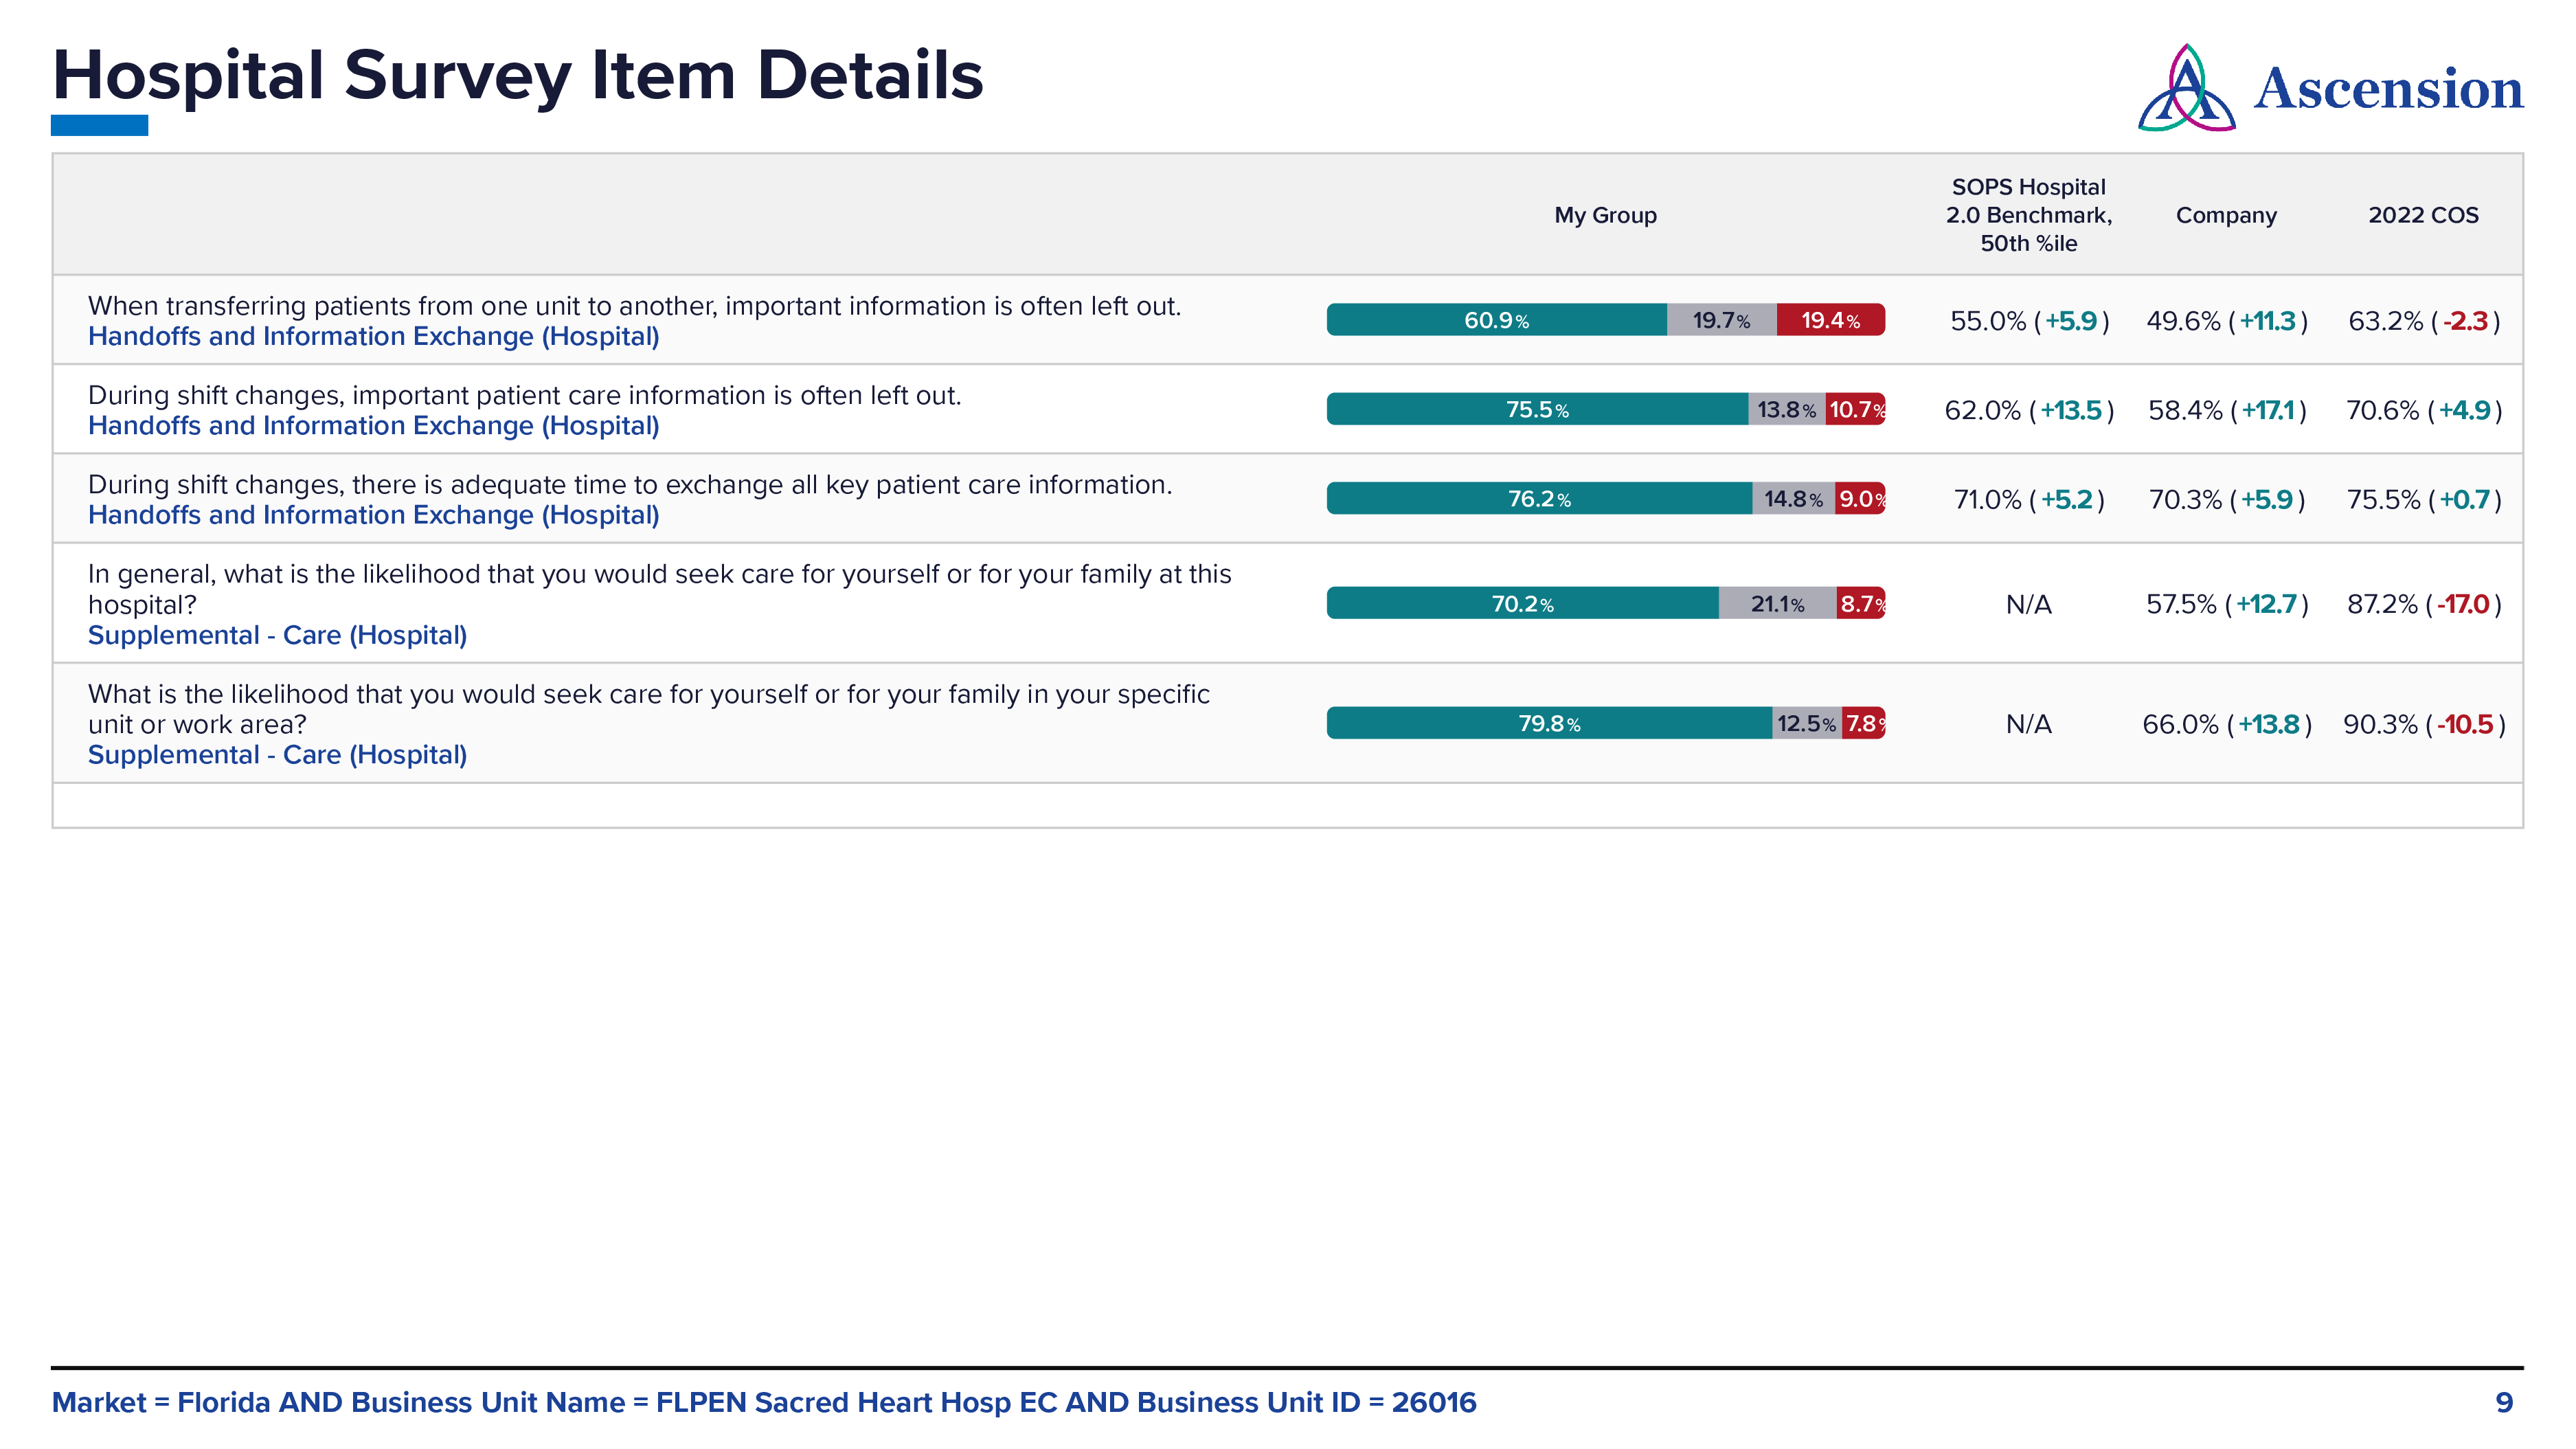 Hospital Survey Item Details
Ascension
My Group
SOPS Hospital
2.0 Benchmark,
50th %ile
Company
2022 COS
When transferring patients from one unit to another, important information is often left out.
Handoffs and Information Exchange (Hospital)
60.9% 19.7% 19.4% 55.0% ( +5.9 ) 49.6% ( +11.3 ) 63.2% ( -2.3 )
During shift changes, important patient care information is often left out.
Handoffs and Information Exchange (Hospital)
75.5% 13.8% 10.7% 62.0% ( +13.5 ) 58.4% ( +17.1 ) 70.6% ( +4.9 )
During shift changes, there is adequate time to exchange all key patient care information.
Handoffs and Information Exchange (Hospital)
76.2% 14.8% 9.0% 71.0% ( +5.2 ) 70.3% ( +5.9 ) 75.5% ( +0.7 )
In general, what is the likelihood that you would seek care for yourself or for your family at this
hospital?
Supplemental - Care (Hospital)
70.2% 21.1% 8.7% N/A 57.5% ( +12.7 ) 87.2% ( -17.0 )
What is the likelihood that you would seek care for yourself or for your family in your specific
unit or work area?
Supplemental - Care (Hospital)
79.8% 12.5% 7.8% N/A 66.0% ( +13.8 ) 90.3% ( -10.5 )
Market = Florida AND Business Unit Name = FLPEN Sacred Heart Hosp EC AND Business Unit ID = 26016
9